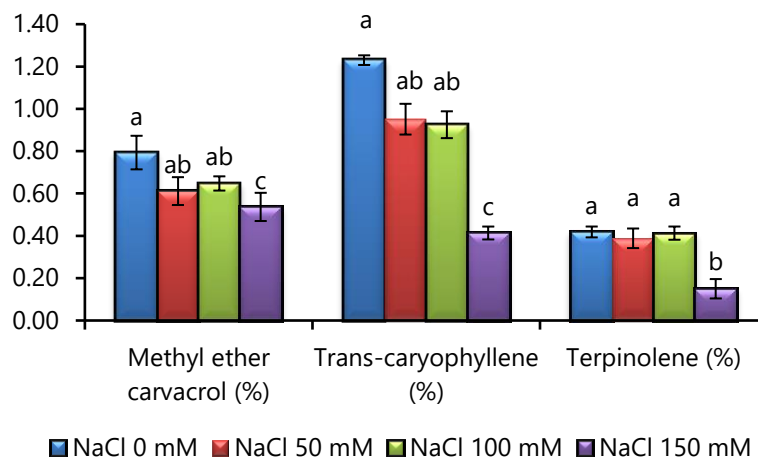 1.40
1.20
1.00
0.80
0.60
0.40
0.20
0.00
a
ab
ab
c
a
ab
ab
c
a
a
a
b
Methyl ether
carvacrol (%)
Trans-caryophyllene
(%)
Terpinolene (%)
NaCl 0 mM NaCl 50 mM NaCl 100 mM NaCl 150 mM